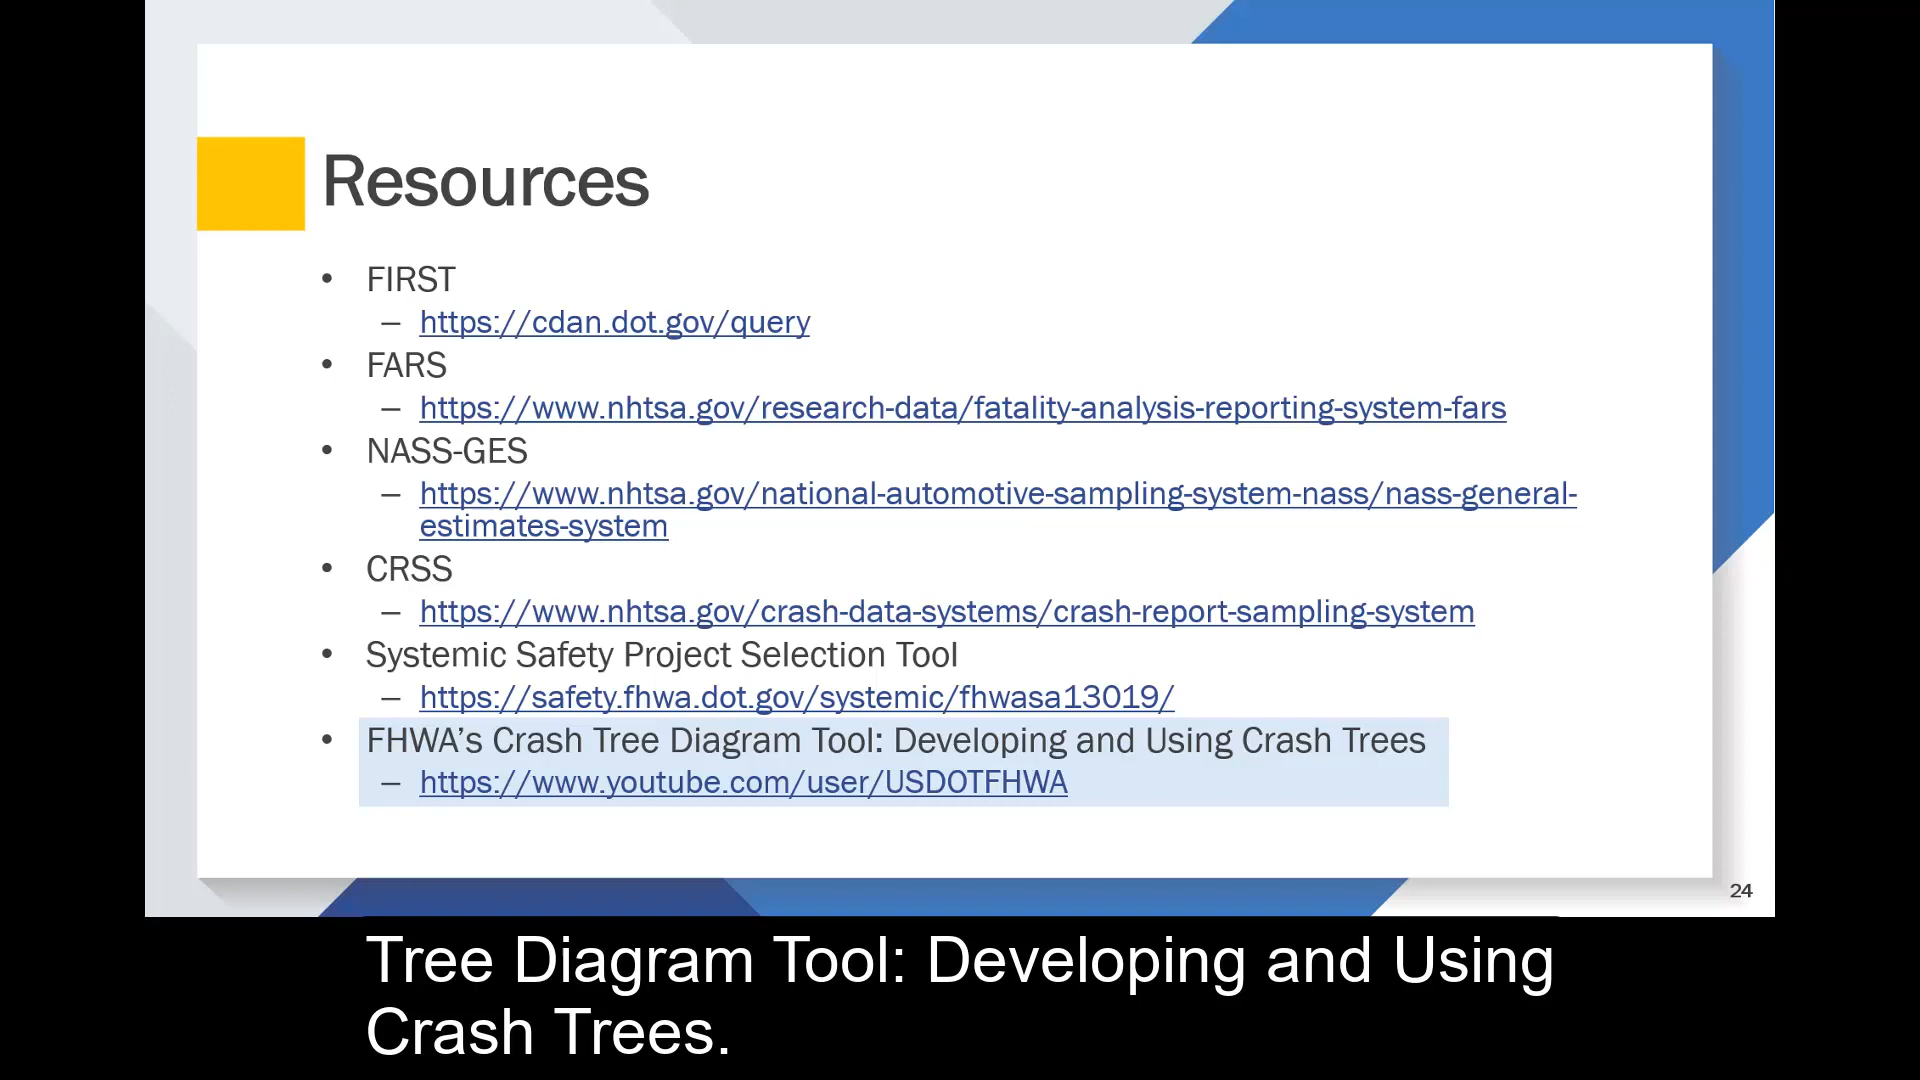 Resources
• FIRST
– https://cdan.dot.gov/query
• FARS
– https://www.nhtsa.gov/research-data/fatality-analysis-reporting-system-fars
• NASS-GES
– https://www.nhtsa.gov/national-automotive-sampling-system-nass/nass-general-
estimates-system
• CRSS
– https://www.nhtsa.gov/crash-data-systems/crash-report-sampling-system
• Systemic Safety Project Selection Tool
– https://safety.fhwa.dot.gov/systemic/fhwasa13019/
• FHWA’s Crash Tree Diagram Tool: Developing and Using Crash Trees
– https://www.youtube.com/user/USDOTFHWA
24
Tree Diagram Tool: Developing and Using
Crash Trees.